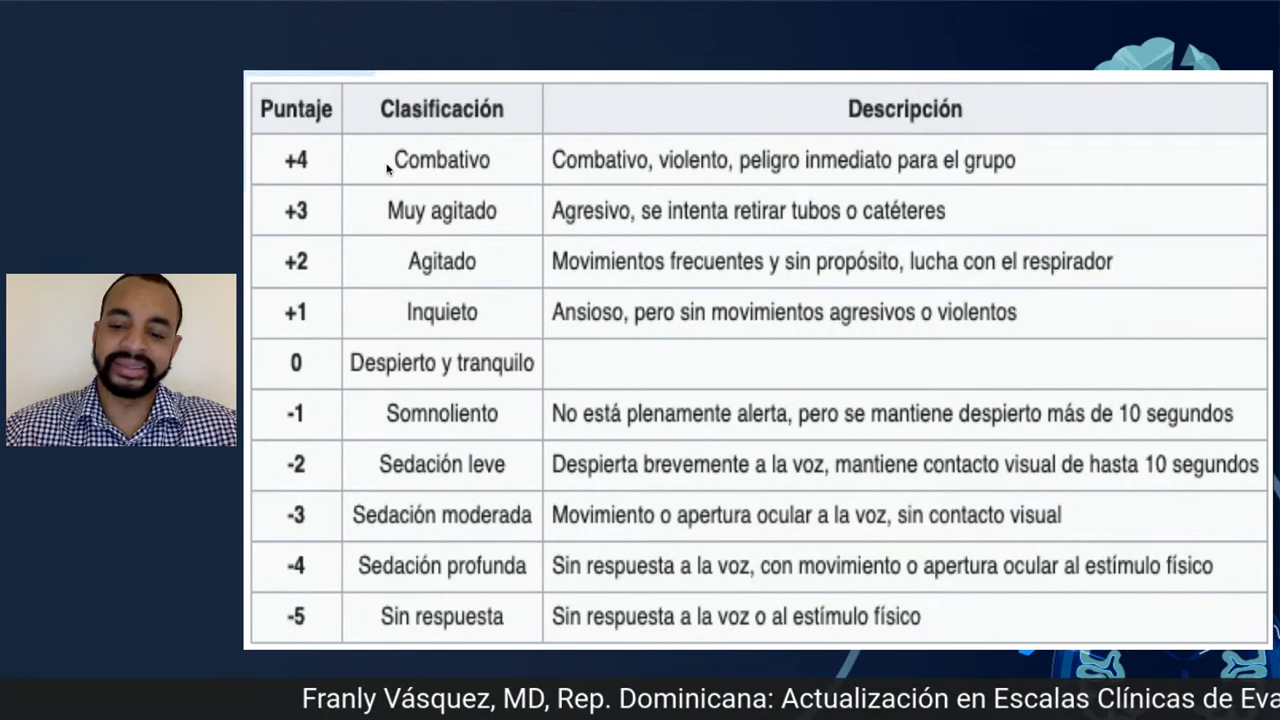 Puntaje Clasificación Descripción
+4 Combativo Combativo, violento, peligro inmediato para el grupo
+3 Muy agitado Agresivo, se intenta retirar tubos o catéteres
+2 Agitado Movimientos frecuentes y sin propósito, lucha con el respirador
+1 Inquieto Ansioso, pero sin movimientos agresivos o violentos
0 Despierto y tranquilo
-1 Somnoliento No está plenamente alerta, pero se mantiene despierto más de 10 segundos
-2 Sedación leve Despierta brevemente a la voz, mantiene contacto visual de hasta 10 segundos
-3 Sedación moderada Movimiento o apertura ocular a la voz, sin contacto visual
-4 Sedación profunda Sin respuesta a la voz, con movimiento o apertura ocular al estímulo físico
-5 Sin respuesta Sin respuesta a la voz o al estímulo físico
Franly Vásquez, MD, Rep. Dominicana: Actualización en Escalas Clínicas de Eva